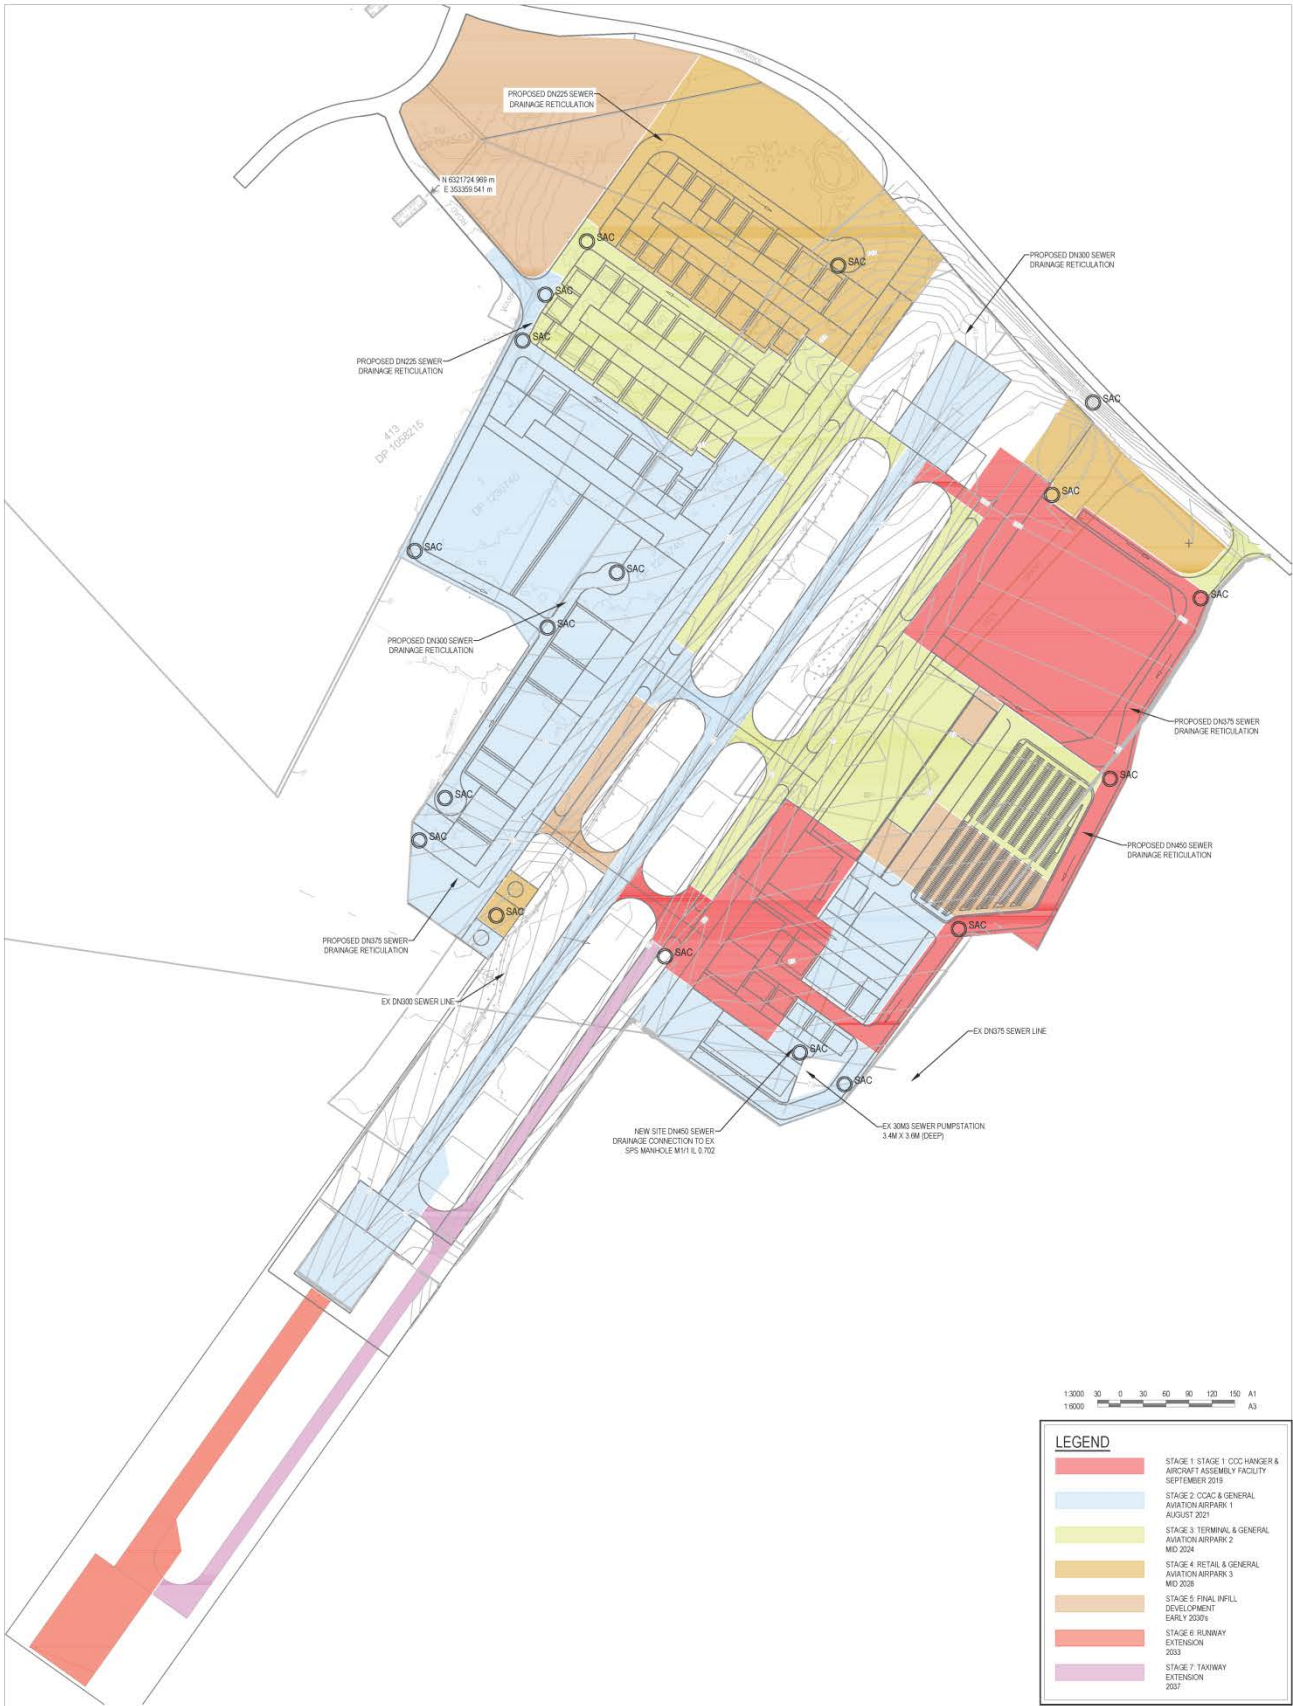 PROPOSED DN225 SEWER
DRAINAGE RETICULATION
N 6321724.969 m
E 353359.541 m
SAC
SAC
PROPOSED DN300 SEWER
DRAINAGE RETICULATION
SAC
SAC
PROPOSED DN225 SEWER
DRAINAGE RETICULATION
SAC
413
DP 1058215
SAC
SAC
SAC
SAC
SAC
SAC
PROPOSED DN300 SEWER
DRAINAGE RETICULATION
PROPOSED DN375 SEWER
DRAINAGE RETICULATION
SAC
SAC
SAC
PROPOSED DN450 SEWER
DRAINAGE RETICULATION
SAC
SAC
PROPOSED DN375 SEWER
DRAINAGE RETICULATION
SAC
EX DN300 SEWER LINE
EX DN375 SEWER LINE
SAC
SAC
NEW SITE DN450 SEWER
DRAINAGE CONNECTION TO EX
SPS MANHOLE M1/1 IL 0.702
EX 30M3 SEWER PUMPSTATION
3.4M X 3.6M (DEEP)
1:3000 30 0 30 60 90 120 150 A1
1:6000 A3
LEGEND
STAGE 1: STAGE 1: CCC HANGER &
AIRCRAFT ASSEMBLY FACILITY
SEPTEMBER 2019
STAGE 2: CCAC & GENERAL
AVIATION AIRPARK 1
AUGUST 2021
STAGE 3: TERMINAL & GENERAL
AVIATION AIRPARK 2
MID 2024
STAGE 4: RETAIL & GENERAL
AVIATION AIRPARK 3
MID 2028
STAGE 5: FINAL INFILL
DEVELOPMENT
EARLY 2030's
STAGE 6: RUNWAY
EXTENSION
2033
STAGE 7: TAXIWAY
EXTENSION
2037